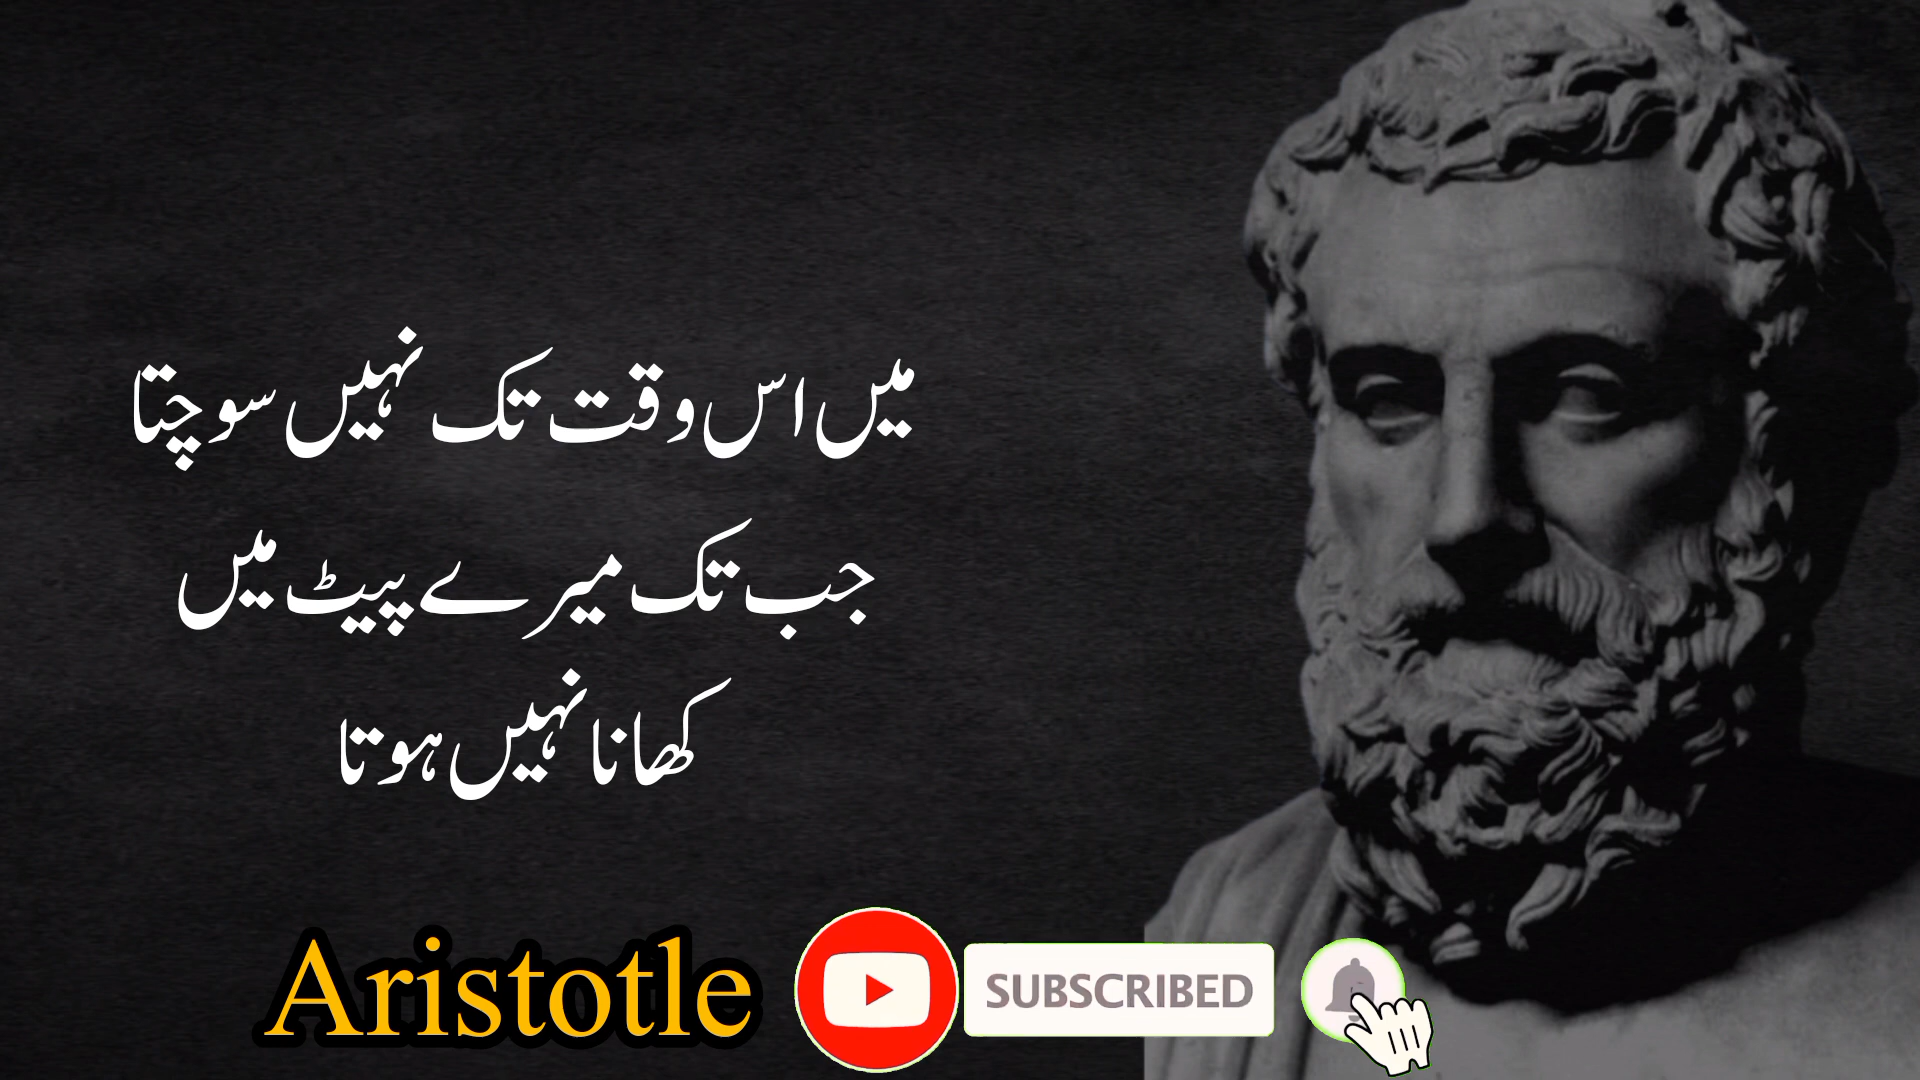 میں اس وقت تک نہیں سوچتا
جب تک میرے پیٹ میں
کھانا نہیں ہوتا
Aristotle
SUBSCRIBED